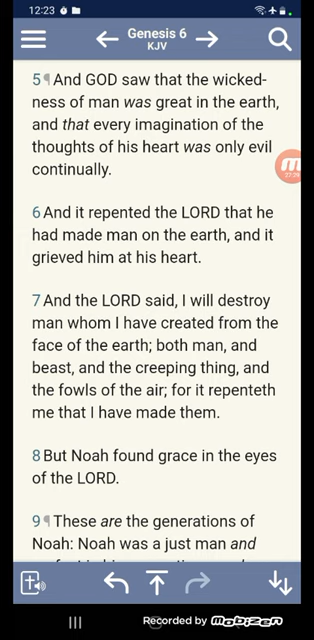 12:23
Genesis 6
KJV
5 ¶ And GOD saw that the wicked-
ness of man was great in the earth,
and that every imagination of the
thoughts of his heart was only evil
continually.
6 And it repented the LORD that he
had made man on the earth, and it
grieved him at his heart.
7 And the LORD said, I will destroy
man whom I have created from the
face of the earth; both man, and
beast, and the creeping thing, and
the fowls of the air; for it repenteth
me that I have made them.
8 But Noah found grace in the eyes
of the LORD.
9 ¶ These are the generations of
Noah: Noah was a just man and
Recorded by mobizen